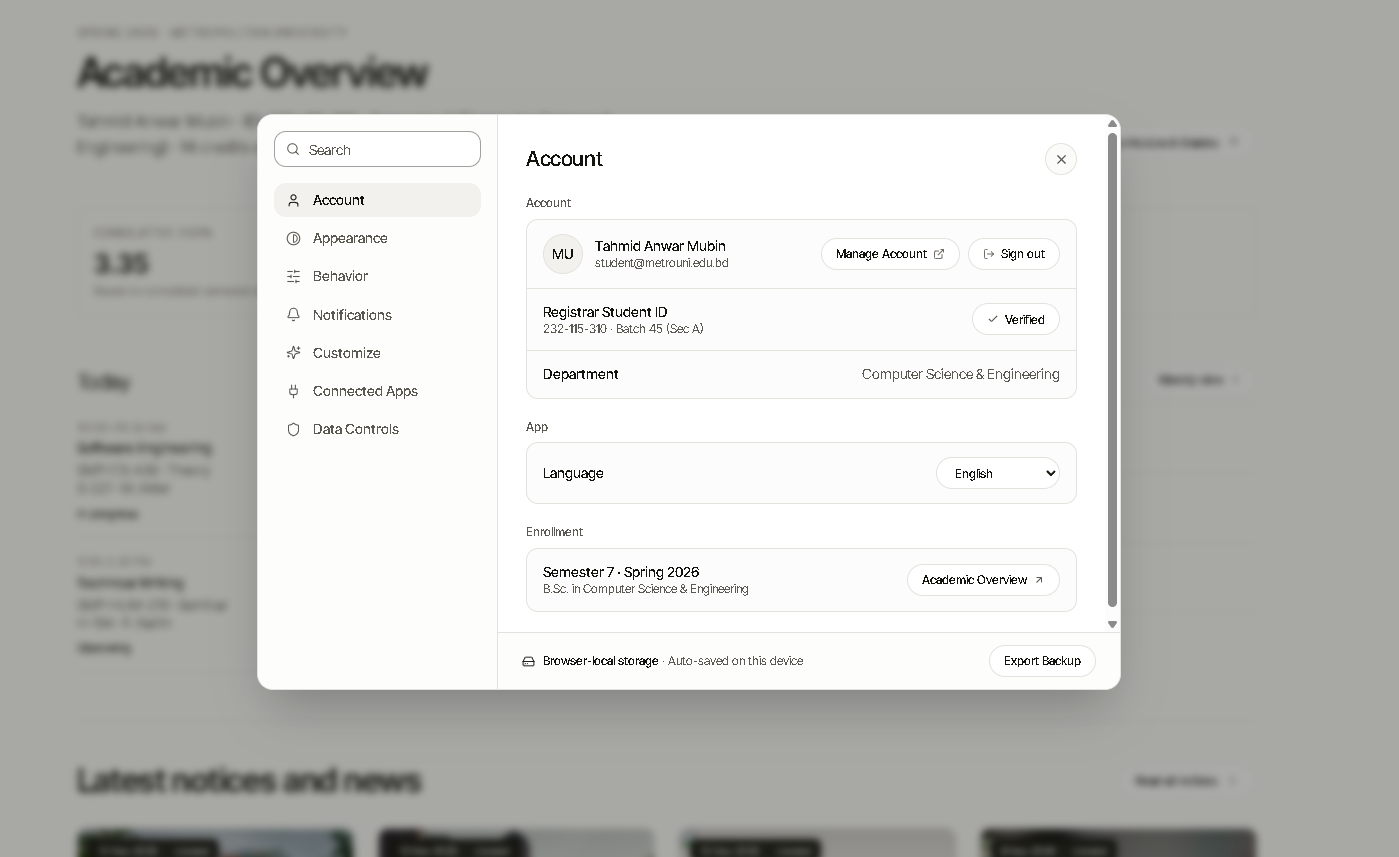 Academic Overview
Search
Account
Appearance
Behavior
Notifications
Customize
Connected Apps
Data Controls
Account
Account
MU
Tahmid Anwar Mubin
student@metrouni.edu.bd
Manage Account
Sign out
Registrar Student ID
232-115-310 · Batch 45 (Sec A)
Verified
Department
Computer Science & Engineering
App
Language
English
Enrollment
Semester 7 · Spring 2026
B.Sc. in Computer Science & Engineering
Academic Overview
Browser-local storage · Auto-saved on this device
Export Backup
3.35
Today
Software Engineering
Technical Writing
Latest notices and news